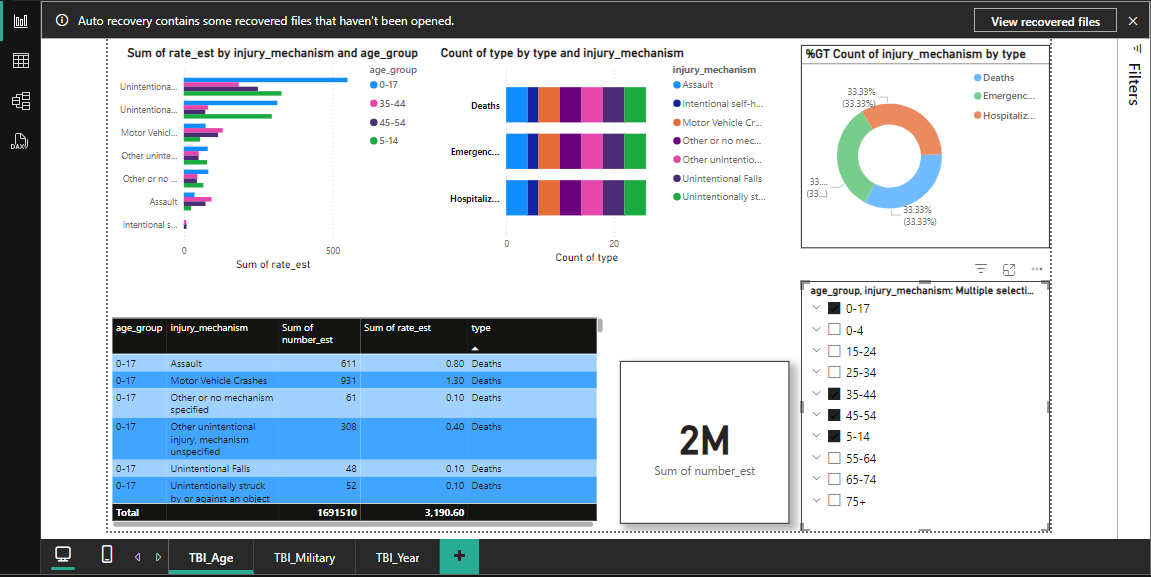 Auto recovery contains some recovered files that haven't been opened.
View recovered files
Sum of rate_est by injury_mechanism and age_group
age_group
0-17
35-44
45-54
5-14
Unintentiona...
Unintentiona...
Motor Vehicl...
Other uninte...
Other or no ...
Assault
Intentional s...
0
500
Sum of rate_est
Count of type by type and injury_mechanism
injury_mechanism
Assault
Intentional self-h...
Motor Vehicle Cr...
Other or no mec...
Other unintentio...
Unintentional Falls
Unintentionally st...
Deaths
Emergenc...
Hospitaliz...
0
20
Count of type
%GT Count of injury_mechanism by type
Deaths
Emergenc...
Hospitaliz...
33.33%
(33.33%)
33....
(33...)
33.33%
(33.33%)
Filters
age_group injury_mechanism Sum of number_est Sum of rate_est type
0-17 Assault 611 0.80 Deaths
0-17 Motor Vehicle Crashes 931 1.30 Deaths
0-17 Other or no mechanism specified 61 0.10 Deaths
0-17 Other unintentional injury, mechanism unspecified 308 0.40 Deaths
0-17 Unintentional Falls 48 0.10 Deaths
0-17 Unintentionally struck by or against an object 52 0.10 Deaths
Total 1691510 3,190.60
2M
Sum of number_est
age_group, injury_mechanism: Multiple selecti...
0-17
0-4
15-24
25-34
35-44
45-54
5-14
55-64
65-74
75+
TBI_Age
TBI_Military
TBI_Year
DAX